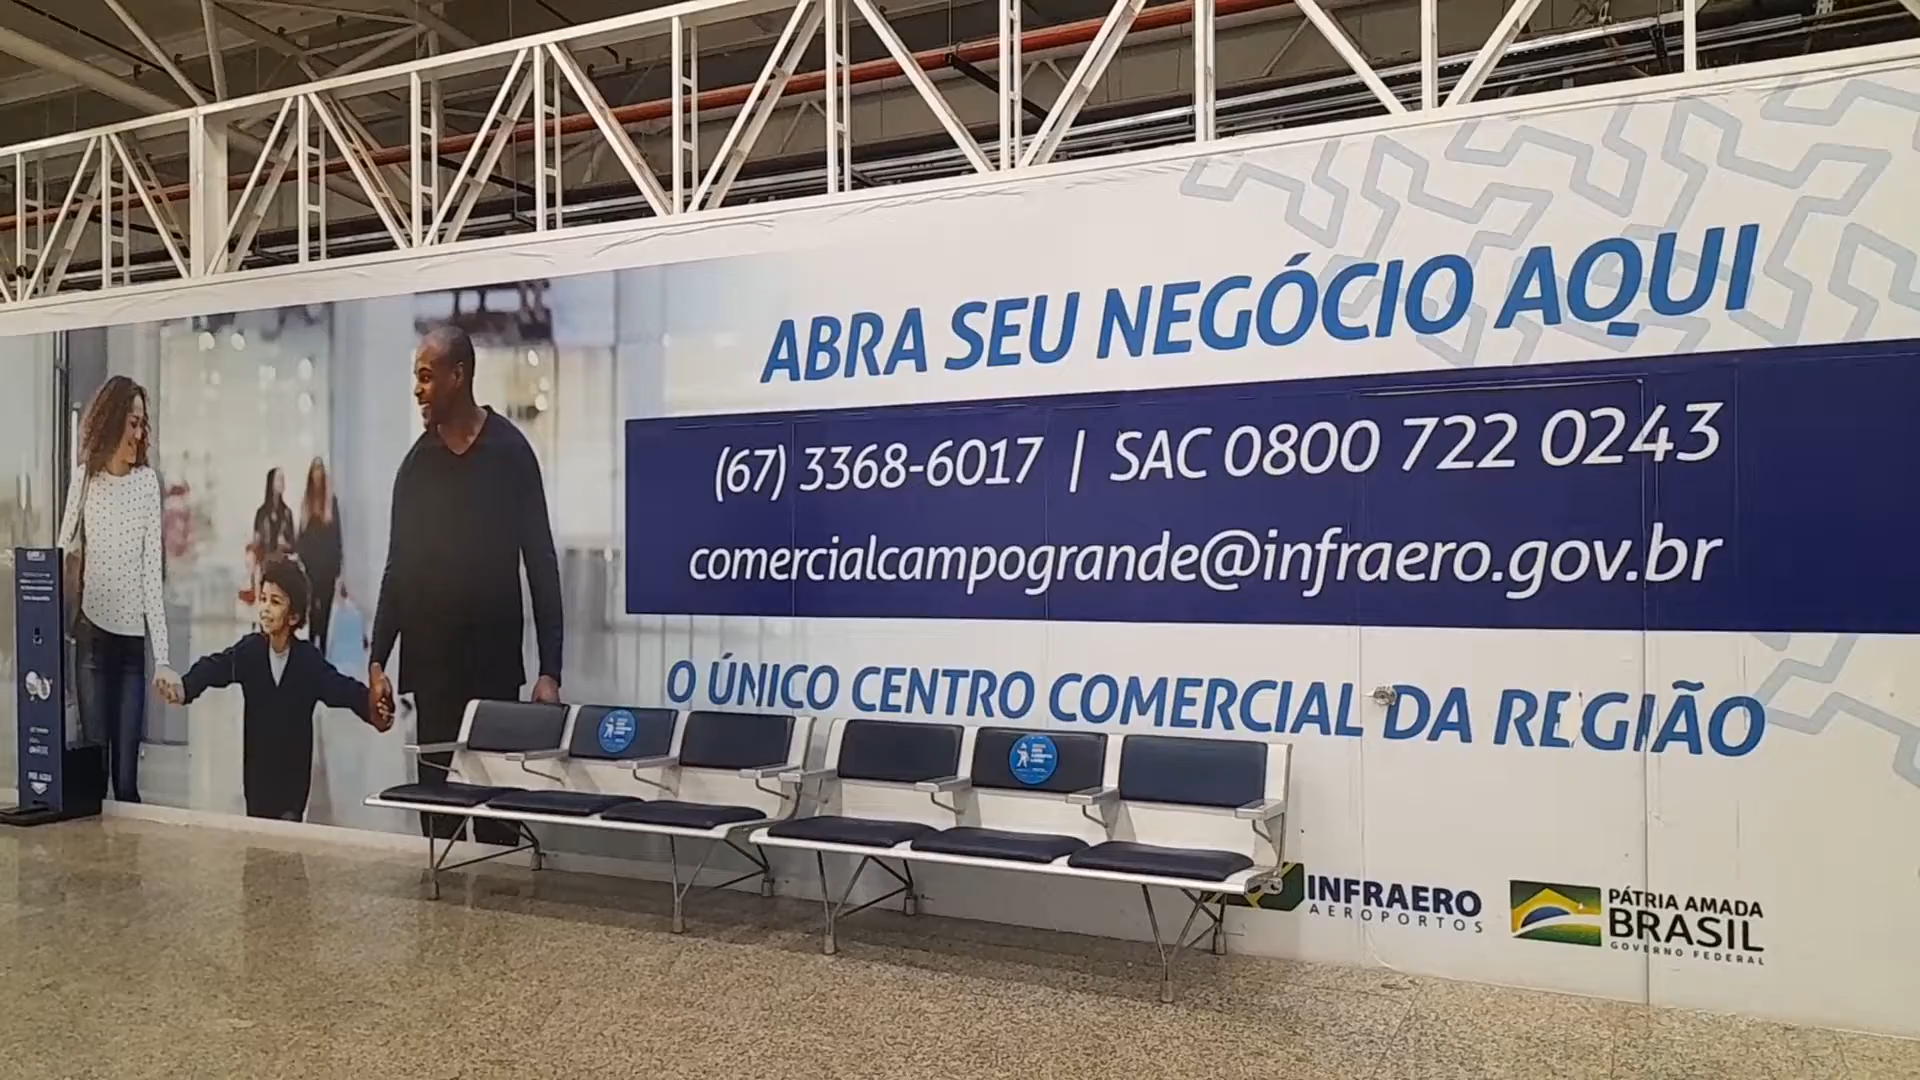 ABRA SEU NEGÓCIO AQUI
(67) 3368-6017 | SAC 0800 722 0243
comercialcampogrande@infraero.gov.br
O ÚNICO CENTRO COMERCIAL DA REGIÃO
INFRAERO
AEROPORTOS
PÁTRIA AMADA
BRASIL
GOVERNO FEDERAL